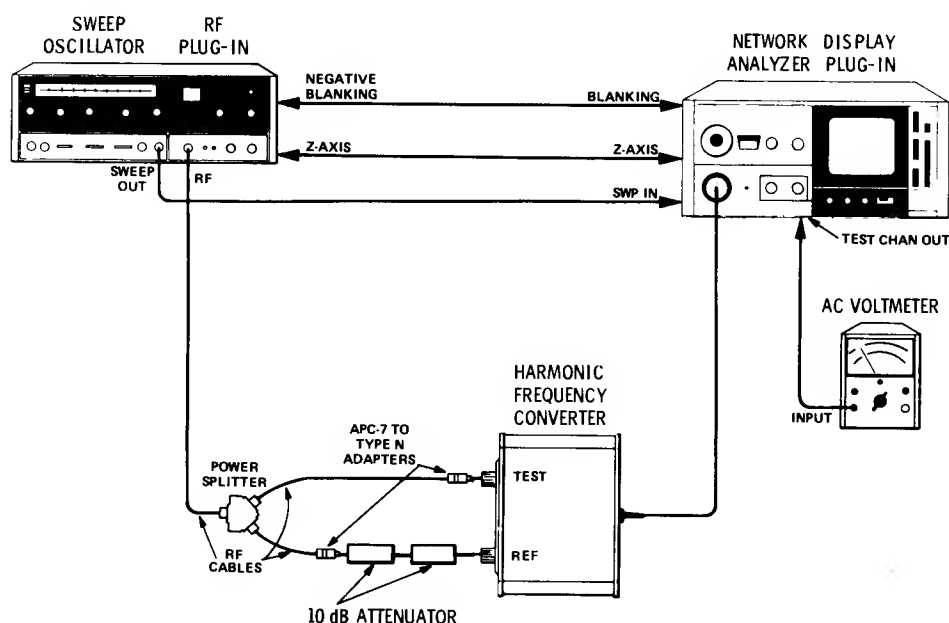 SWEEP
OSCILLATOR
RF
PLUG-IN
NETWORK
ANALYZER
DISPLAY
PLUG-IN
NEGATIVE
BLANKING
BLANKING
Z-AXIS
Z-AXIS
SWEEP
OUT
RF
SWP IN
TEST CHAN OUT
AC VOLTMETER
INPUT
HARMONIC
FREQUENCY
CONVERTER
APC-7 TO
TYPE N
ADAPTERS
POWER
SPLITTER
TEST
REF
RF
CABLES
10 dB ATTENUATOR